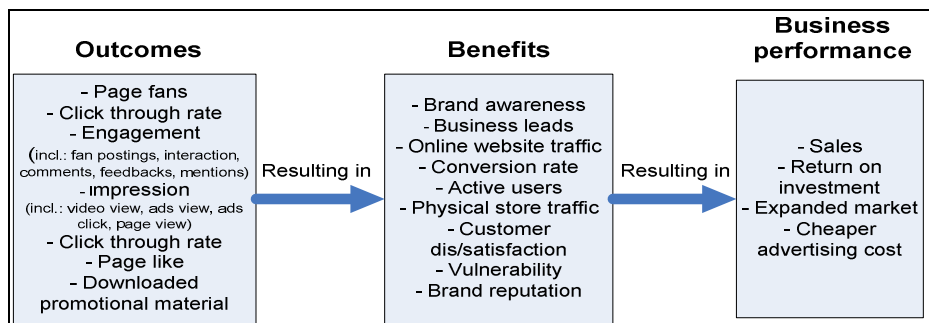 Outcomes
- Page fans
- Click through rate
- Engagement
(incl.: fan postings, interaction,
comments, feedbacks, mentions)
- Impression
(incl.: video view, ads view, ads
click, page view)
- Click through rate
- Page like
- Downloaded
promotional material
Resulting in
Benefits
- Brand awareness
- Business leads
- Online website traffic
- Conversion rate
- Active users
- Physical store traffic
- Customer
dis/satisfaction
- Vulnerability
- Brand reputation
Resulting in
Business
performance
- Sales
- Return on
investment
- Expanded market
- Cheaper
advertising cost